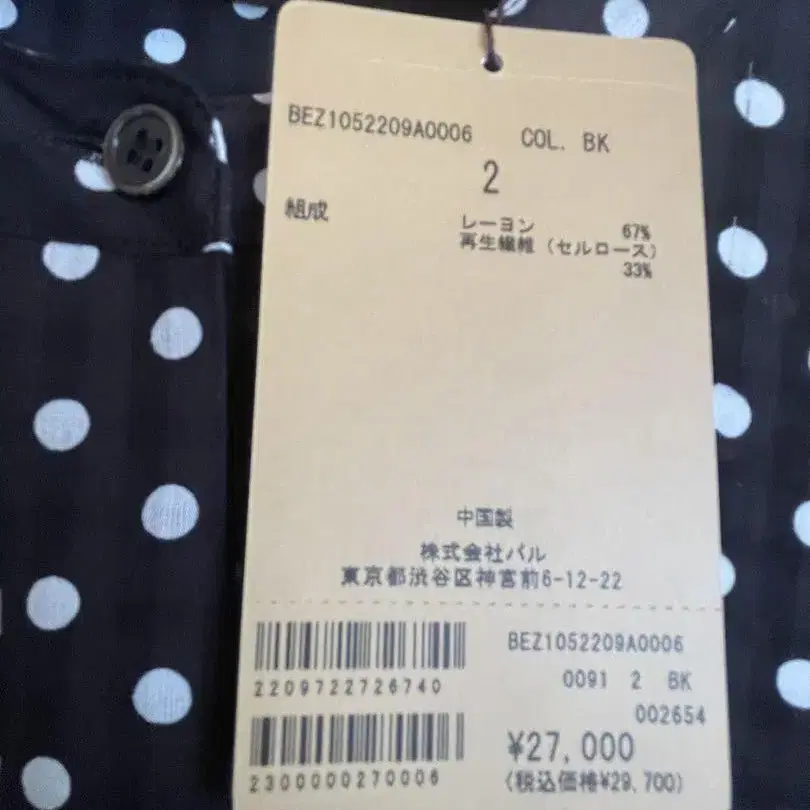 BEZ1052209A0006 COL. BK
2
組成
レーヨン 67%
再生繊維 (セルロース)
33%
中国製
株式会社パル
東京都渋谷区神宮前6-12-22
BEZ1052209A0006
2209722726740
0091 2 BK
002654
¥27,000
2300000270006
(税込価格¥29,700)